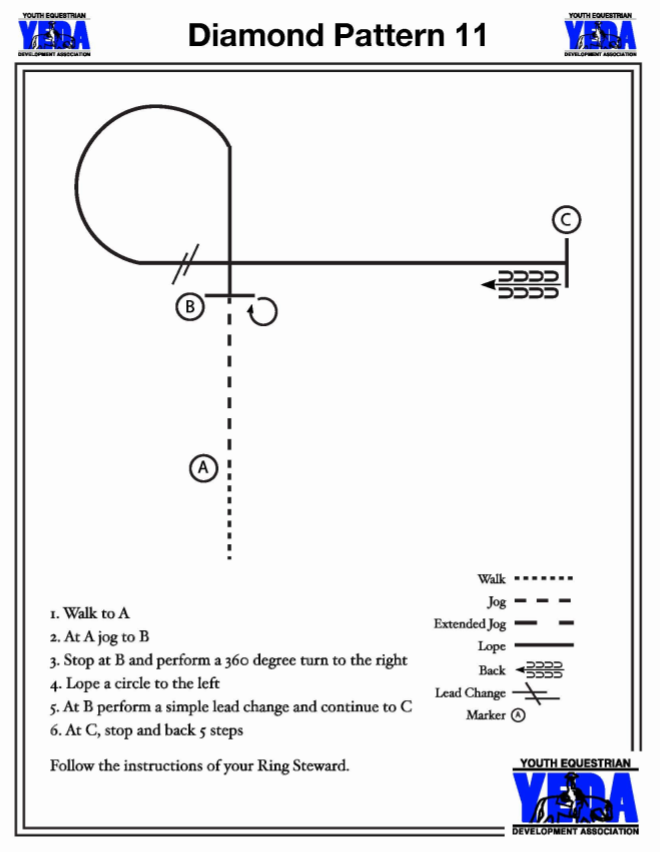 YOUTH EQUESTRIAN
YEDA
DEVELOPMENT ASSOCIATION
Diamond Pattern 11
YOUTH EQUESTRIAN
YEDA
DEVELOPMENT ASSOCIATION
C
B
A
1. Walk to A
2. At A jog to B
3. Stop at B and perform a 360 degree turn to the right
4. Lope a circle to the left
5. At B perform a simple lead change and continue to C
6. At C, stop and back 5 steps
Follow the instructions of your Ring Steward.
Walk
Jog
Extended Jog
Lope
Back
Lead Change
Marker A
YOUTH EQUESTRIAN
YEDA
DEVELOPMENT ASSOCIATION